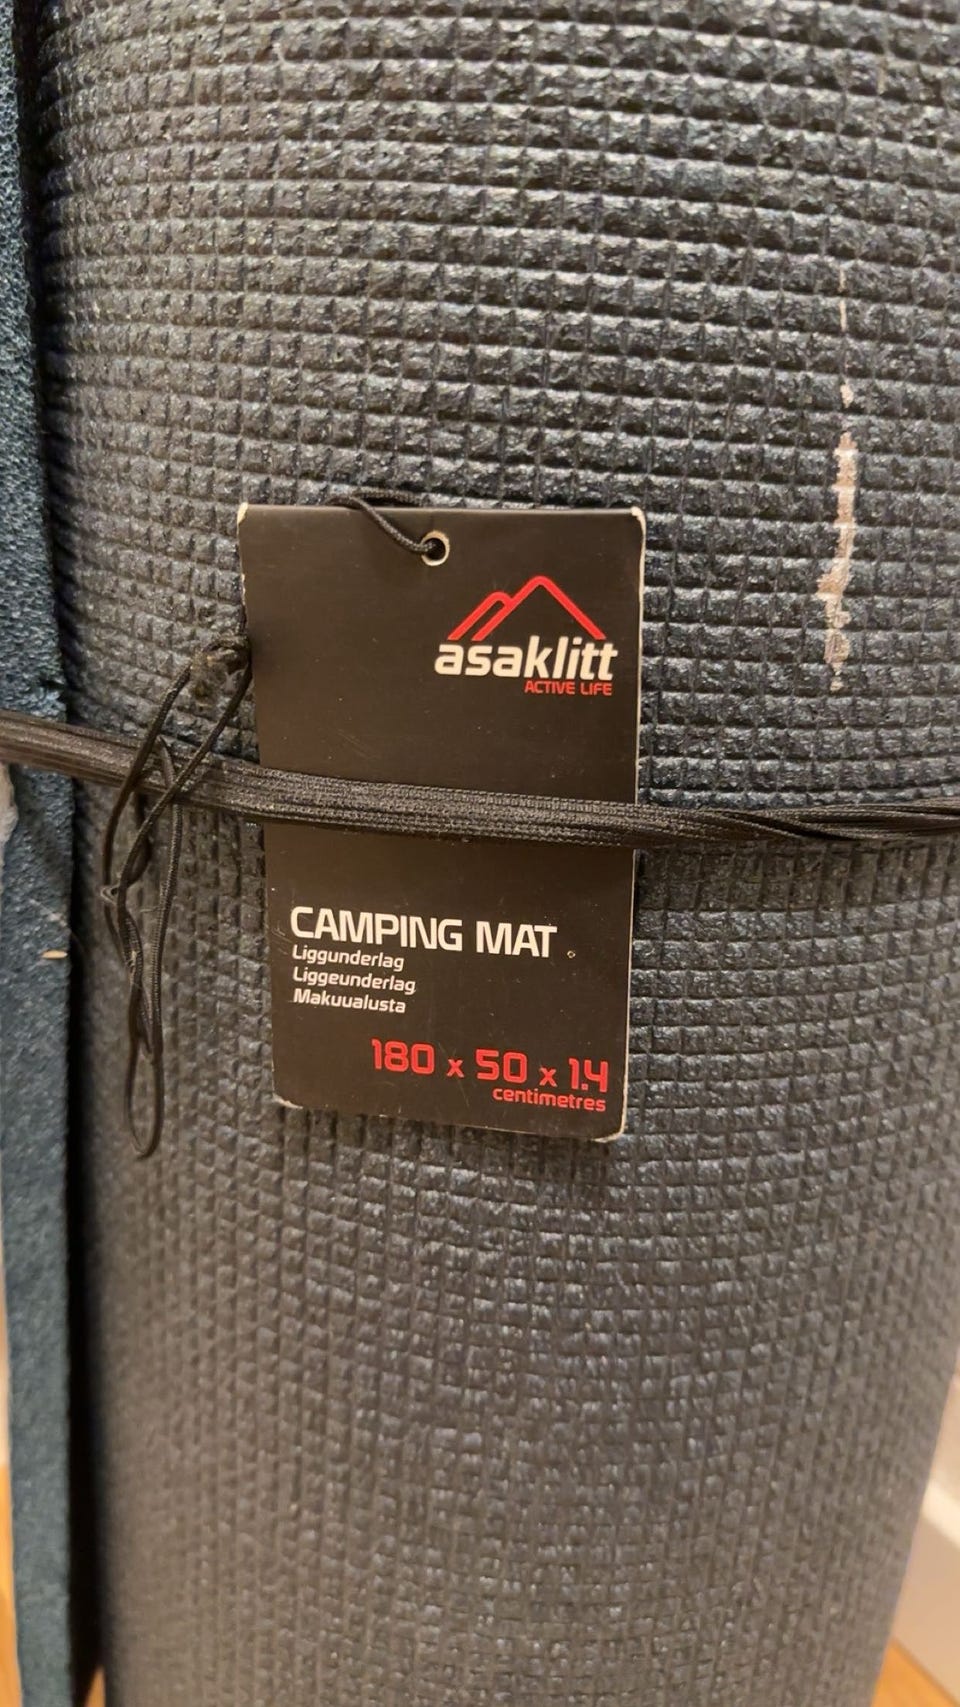 asaklitt
ACTIVE LIFE
CAMPING MAT
Liggunderlag
Liggeunderlag
Makuualusta
180 x 50 x 1.4
centimetres